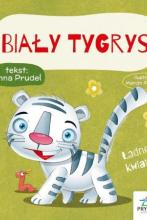 BIAŁY TYGRYS
tekst:
nna Prudel
Ładne
kwia